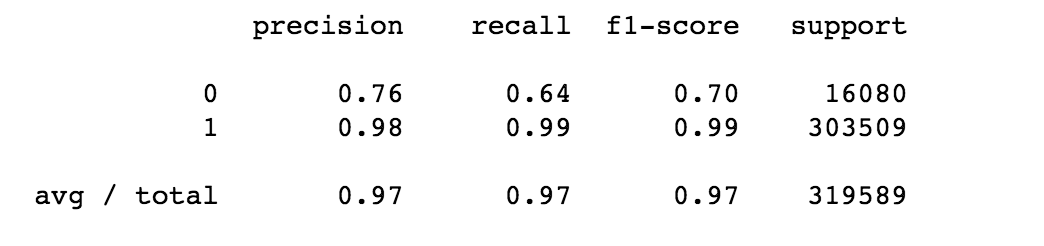 precision recall f1-score support
0 0.76 0.64 0.70 16080
1 0.98 0.99 0.99 303509
avg / total 0.97 0.97 0.97 319589